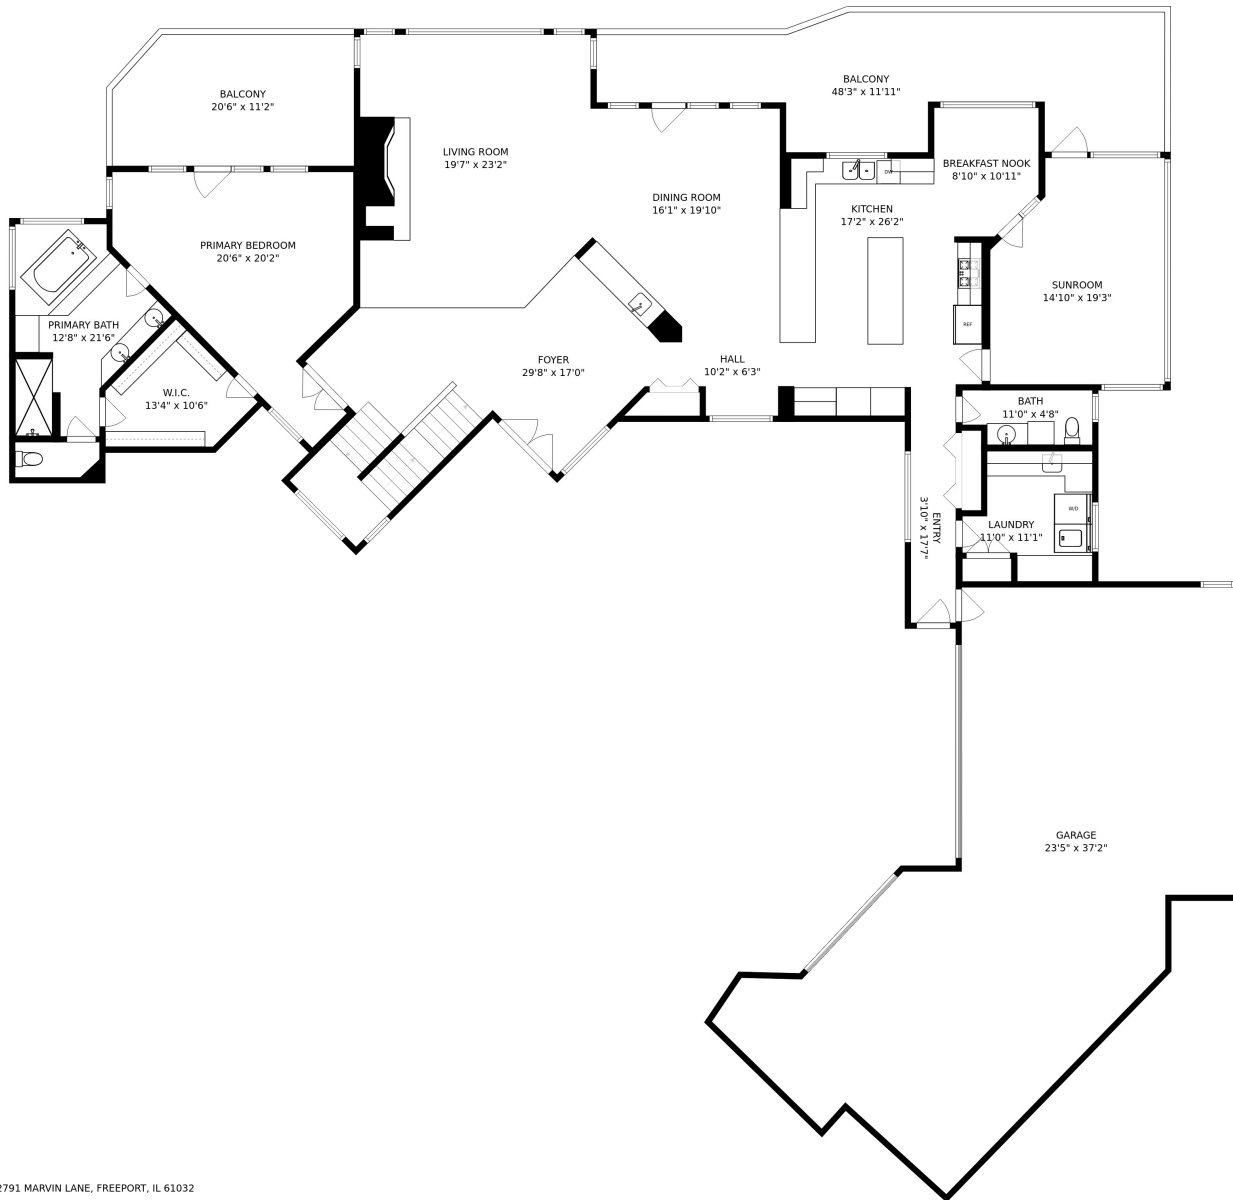 BALCONY
20'6" x 11'2"
BALCONY
48'3" x 11'11"
LIVING ROOM
19'7" x 23'2"
BREAKFAST NOOK
8'10" x 10'11"
DW
DINING ROOM
16'1" x 19'10"
KITCHEN
17'2" x 26'2"
PRIMARY BEDROOM
20'6" x 20'2"
SUNROOM
14'10" x 19'3"
PRIMARY BATH
12'8" x 21'6"
REF
FOYER
29'8" x 17'0"
HALL
10'2" x 6'3"
W.I.C.
13'4" x 10'6"
BATH
11'0" x 4'8"
W/D
ENTRY
3'10" x 17'7"
LAUNDRY
11'0" x 11'1"
GARAGE
23'5" x 37'2"
2791 MARVIN LANE, FREEPORT, IL 61032